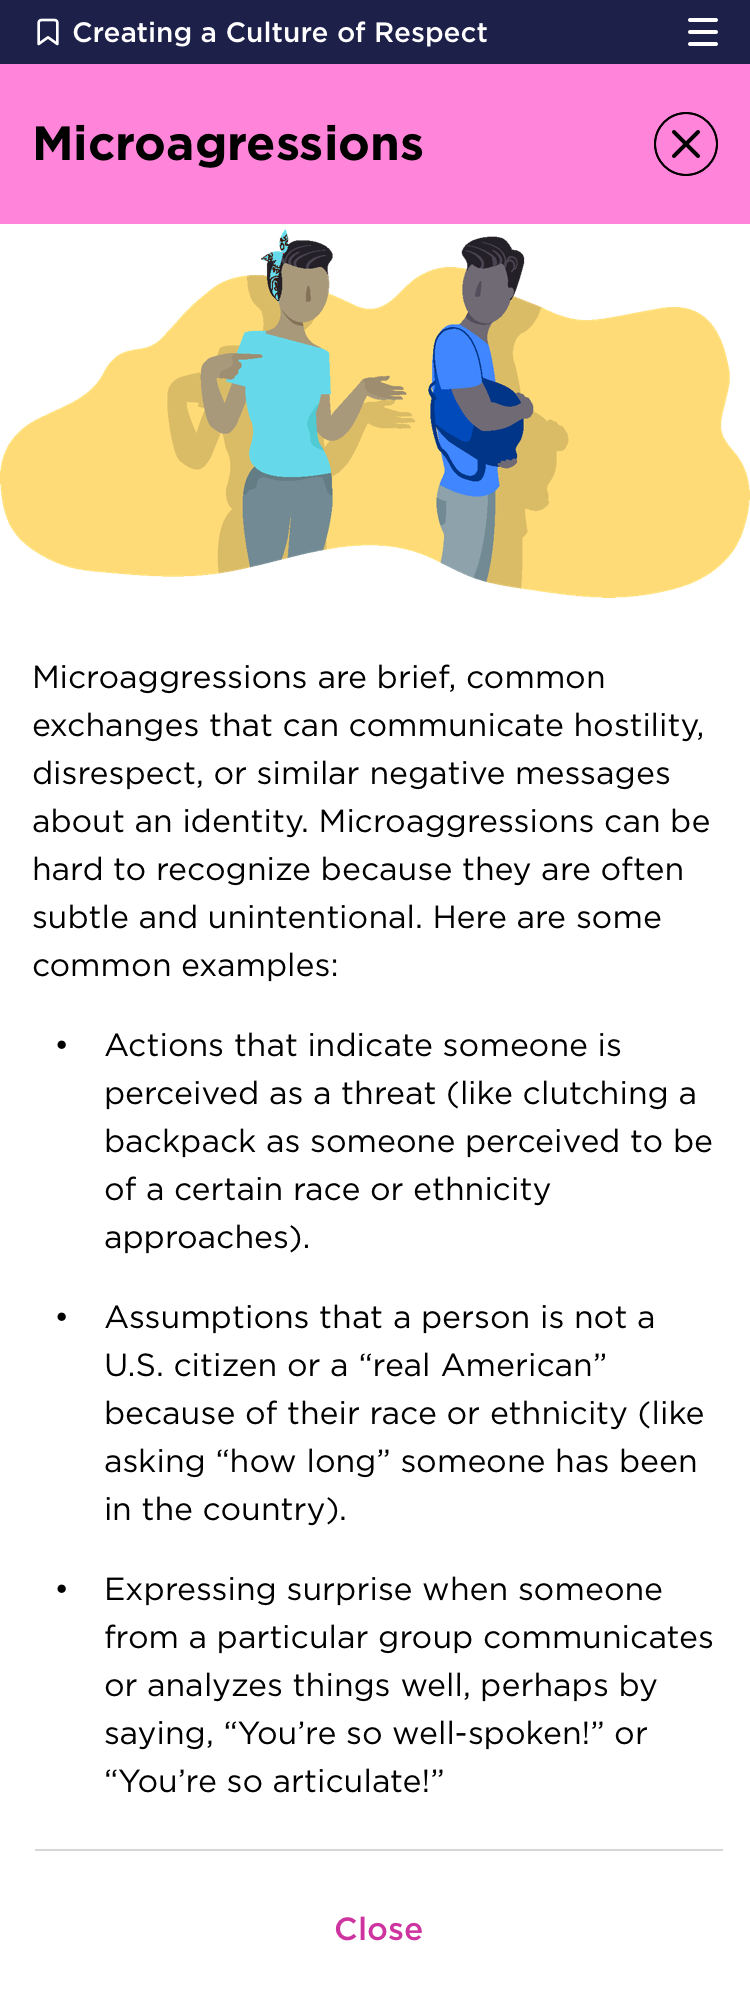 Creating a Culture of Respect
Microagressions
Microaggressions are brief, common
exchanges that can communicate hostility,
disrespect, or similar negative messages
about an identity. Microaggressions can be
hard to recognize because they are often
subtle and unintentional. Here are some
common examples:
• Actions that indicate someone is
perceived as a threat (like clutching a
backpack as someone perceived to be
of a certain race or ethnicity
approaches).
• Assumptions that a person is not a
U.S. citizen or a “real American”
because of their race or ethnicity (like
asking “how long” someone has been
in the country).
• Expressing surprise when someone
from a particular group communicates
or analyzes things well, perhaps by
saying, “You’re so well-spoken!” or
“You’re so articulate!”
Close